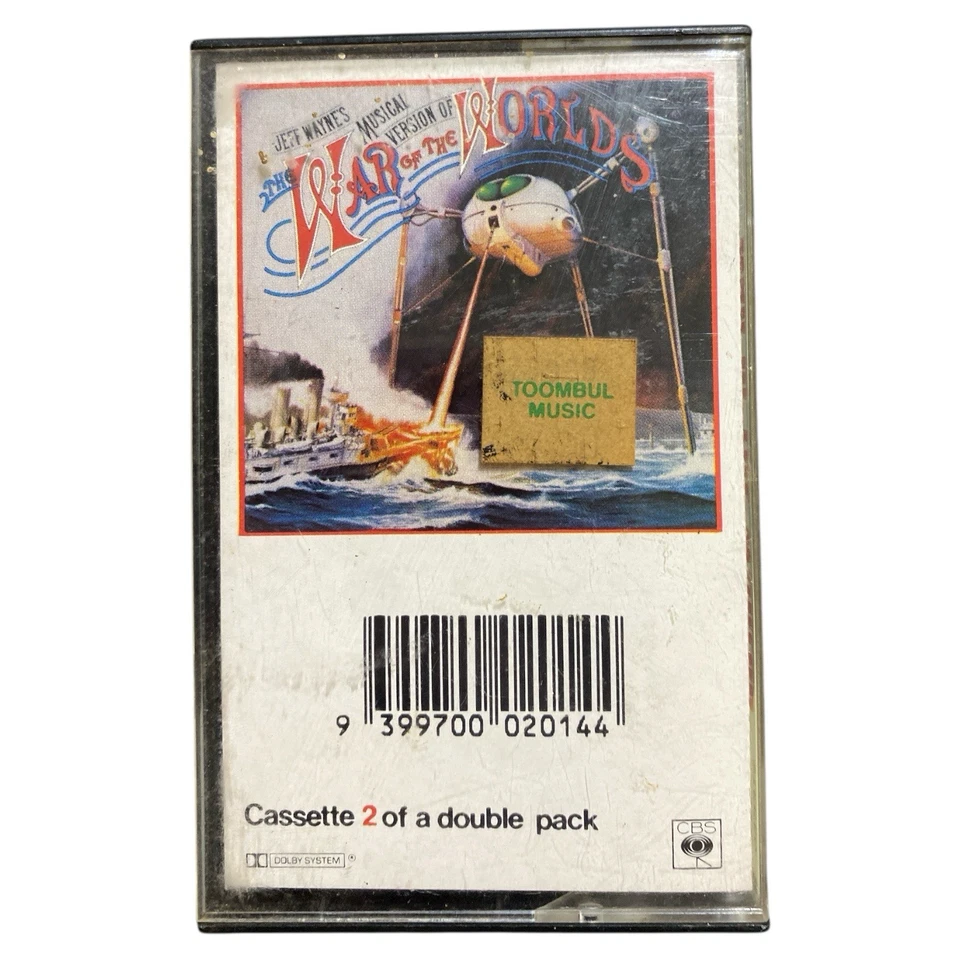 JEFF WAYNE'S
MUSICAL
VERSION OF
THE WAR OF THE WORLDS
TOOMBUL
MUSIC
9 399700 020144
Cassette 2 of a double pack
DOLBY SYSTEM
CBS